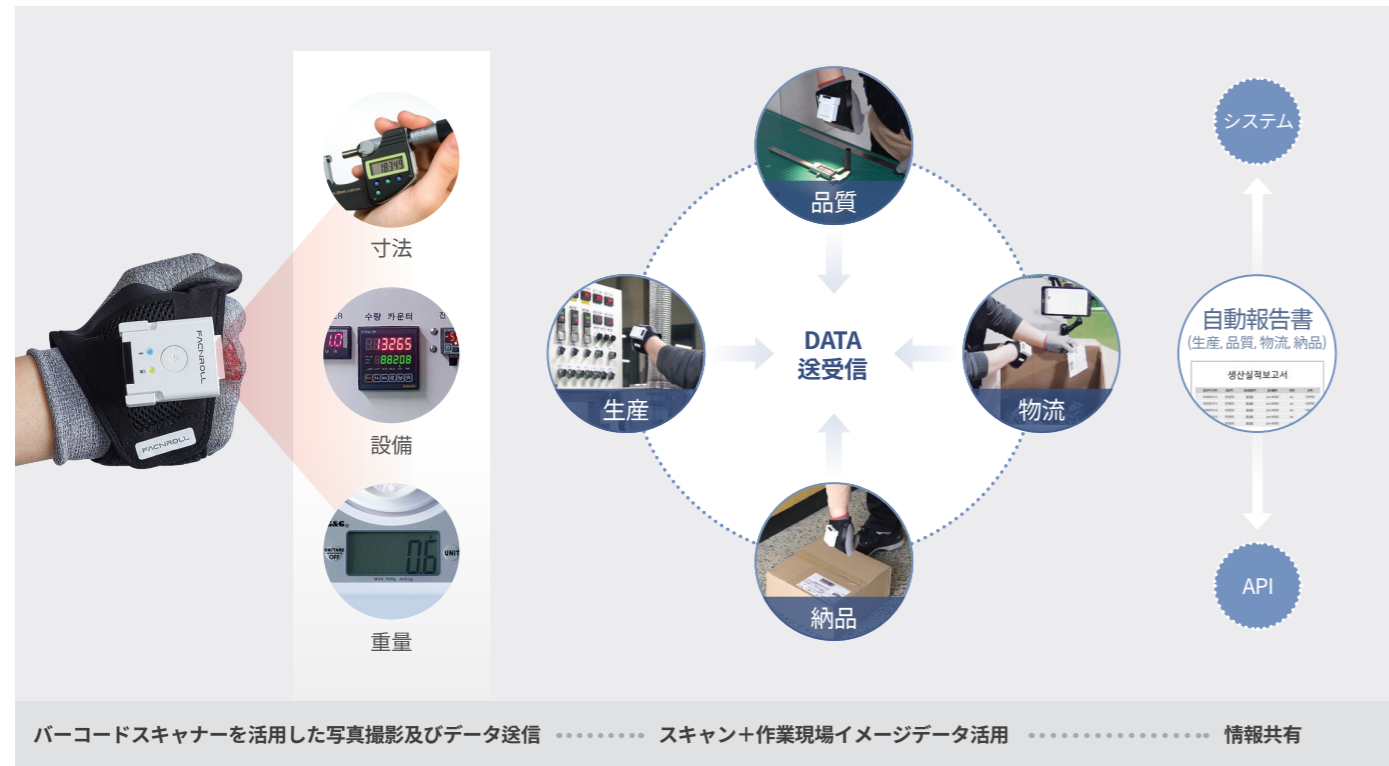 システム
品質
寸法
FACNROLL
FACNROLL
수량 카운터
13265
88208
DATA
送受信
生産
物流
自動報告書
(生産, 品質, 物流, 納品)
생산실적보고서
設備
ON/TARE
OFF
0.6
UNIT
重量
納品
API
バーコードスキャナーを活用した写真撮影及びデータ送信
スキャン+作業現場イメージデータ活用
情報共有